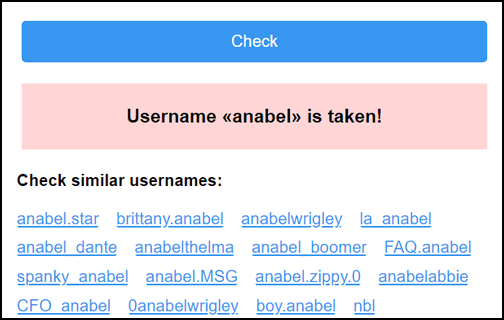 Check
Username «anabel» is taken!
Check similar usernames:
anabel.star brittany.anabel anabelwrigley la_anabel
anabel_dante anabelthelma anabel_boomer FAQ.anabel
spanky_anabel anabel.MSG anabel.zippy.0 anabelabbie
CFO_anabel 0anabelwrigley boy.anabel nbl